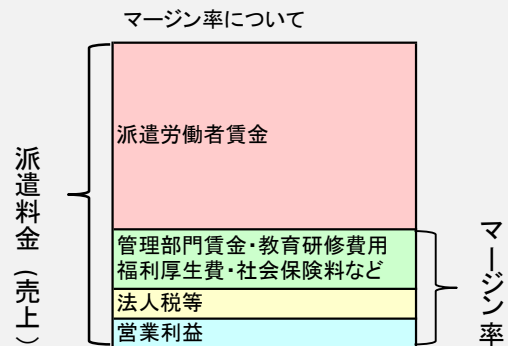 マージン率について
派遣料金（売上）
派遣労働者賃金
管理部門賃金・教育研修費用
福利厚生費・社会保険料など
法人税等
営業利益
マージン率